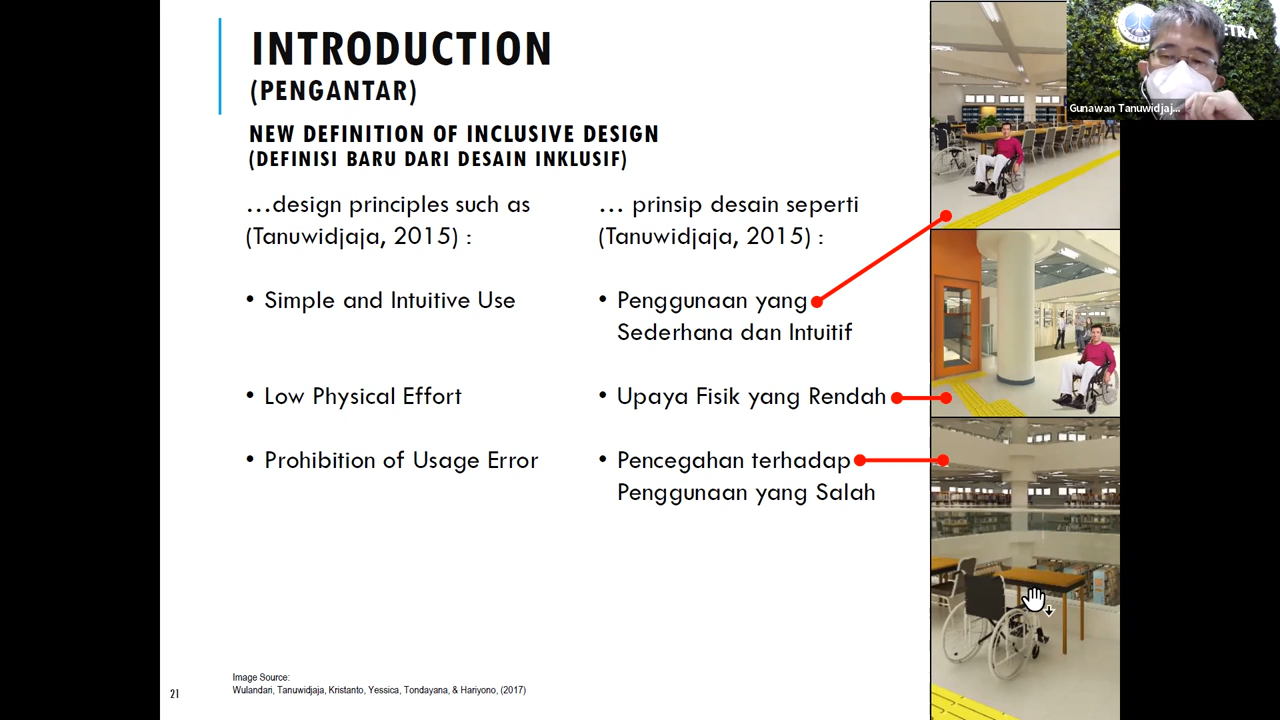 INTRODUCTION
(PENGANTAR)
NEW DEFINITION OF INCLUSIVE DESIGN
(DEFINISI BARU DARI DESAIN INKLUSIF)
…design principles such as
(Tanuwidjaja, 2015) :
• Simple and Intuitive Use
• Low Physical Effort
• Prohibition of Usage Error
… prinsip desain seperti
(Tanuwidjaja, 2015) :
• Penggunaan yang
Sederhana dan Intuitif
• Upaya Fisik yang Rendah
• Pencegahan terhadap
Penggunaan yang Salah
Image Source:
Wulandari, Tanuwidjaja, Kristanto, Yessica, Tondayana, & Hariyono, (2017)
21
Gunawan Tanuwidjaj...